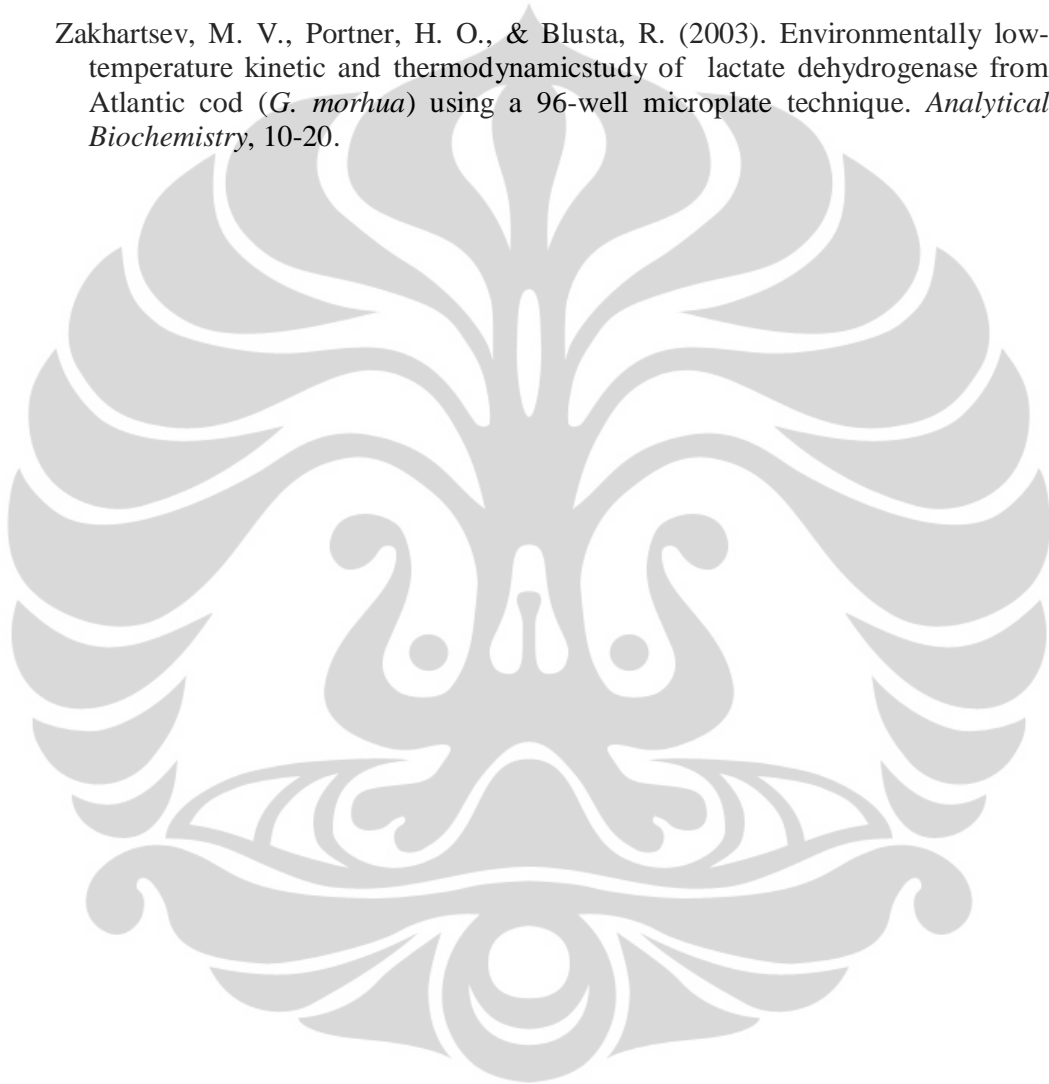 Zakhartsev, M. V., Portner, H. O., & Blusta, R. (2003). Environmentally low-
temperature kinetic and thermodynamicstudy of lactate dehydrogenase from
Atlantic cod (G. morhua) using a 96-well microplate technique. Analytical
Biochemistry, 10-20.